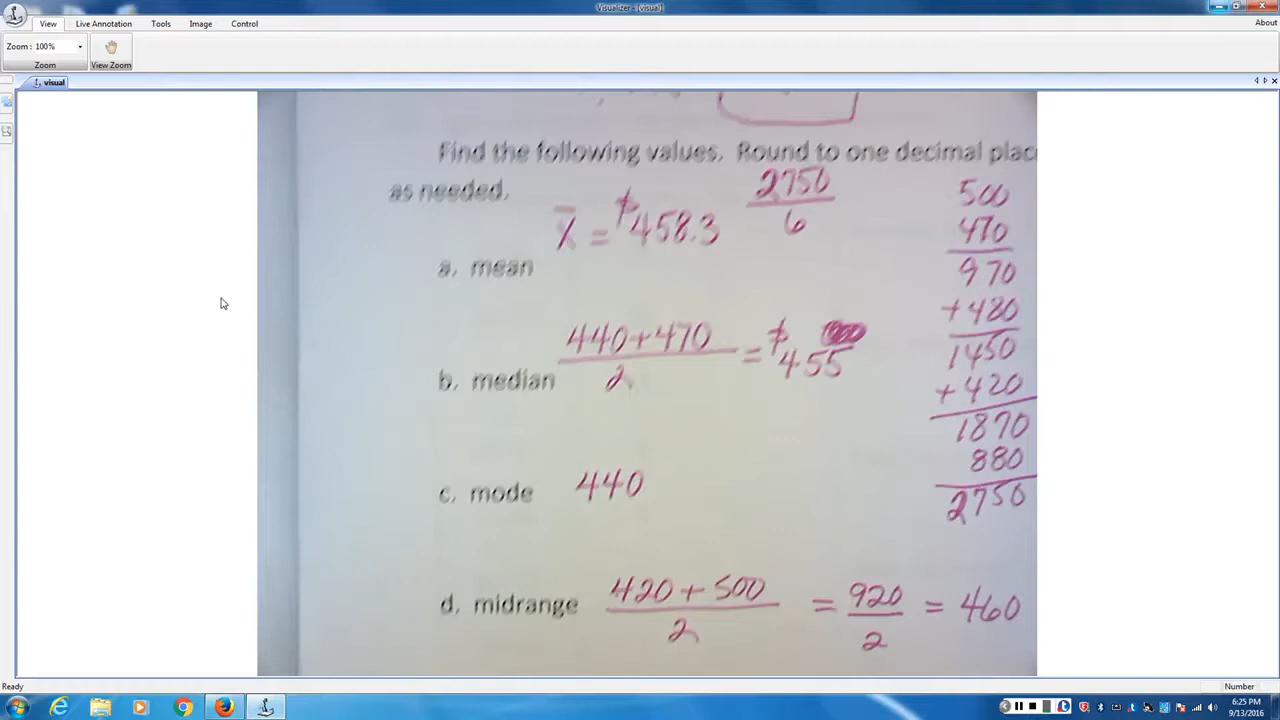 Visualizer - [visual]
View Live Annotation Tools Image Control About
Zoom : 100%
Zoom View Zoom
visual
Find the following values. Round to one decimal plac
as needed.
x̄ = $458.3
2750
6
a. mean
440+470
2
= $455
b. median
c. mode 440
d. midrange
420 + 500
2
= 920
2
= 460
500
470
970
+480
1450
+420
1870
880
2750
Ready Number
6:25 PM
9/13/2016